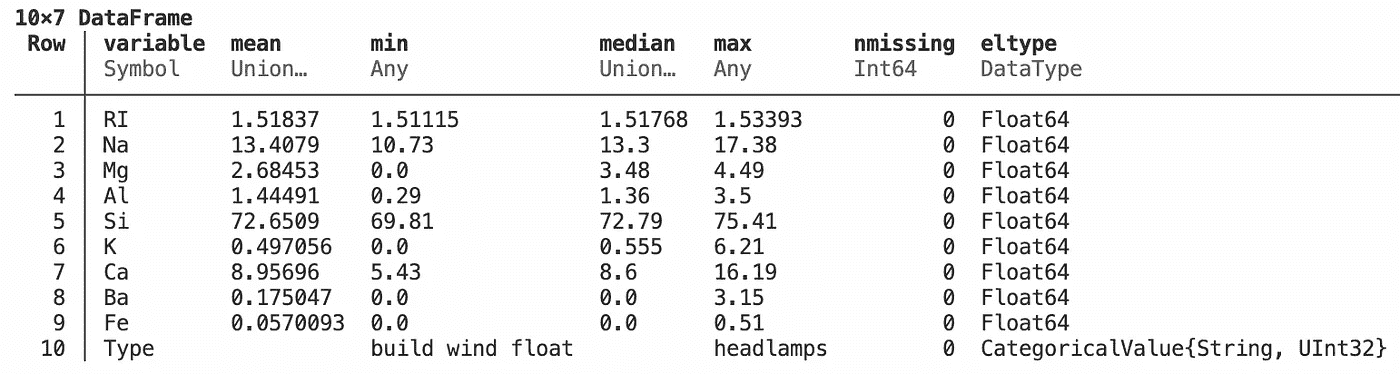 10×7 DataFrame
Row variable mean min median max nmissing eltype
Symbol Union… Any Union… Any Int64 DataType
1 RI 1.51837 1.51115 1.51768 1.53393 0 Float64
2 Na 13.4079 10.73 13.3 17.38 0 Float64
3 Mg 2.68453 0.0 3.48 4.49 0 Float64
4 Al 1.44491 0.29 1.36 3.5 0 Float64
5 Si 72.6509 69.81 72.79 75.41 0 Float64
6 K 0.497056 0.0 0.555 6.21 0 Float64
7 Ca 8.95696 5.43 8.6 16.19 0 Float64
8 Ba 0.175047 0.0 0.0 3.15 0 Float64
9 Fe 0.0570093 0.0 0.0 0.51 0 Float64
10 Type build wind float headlamps 0 CategoricalValue{String, UInt32}